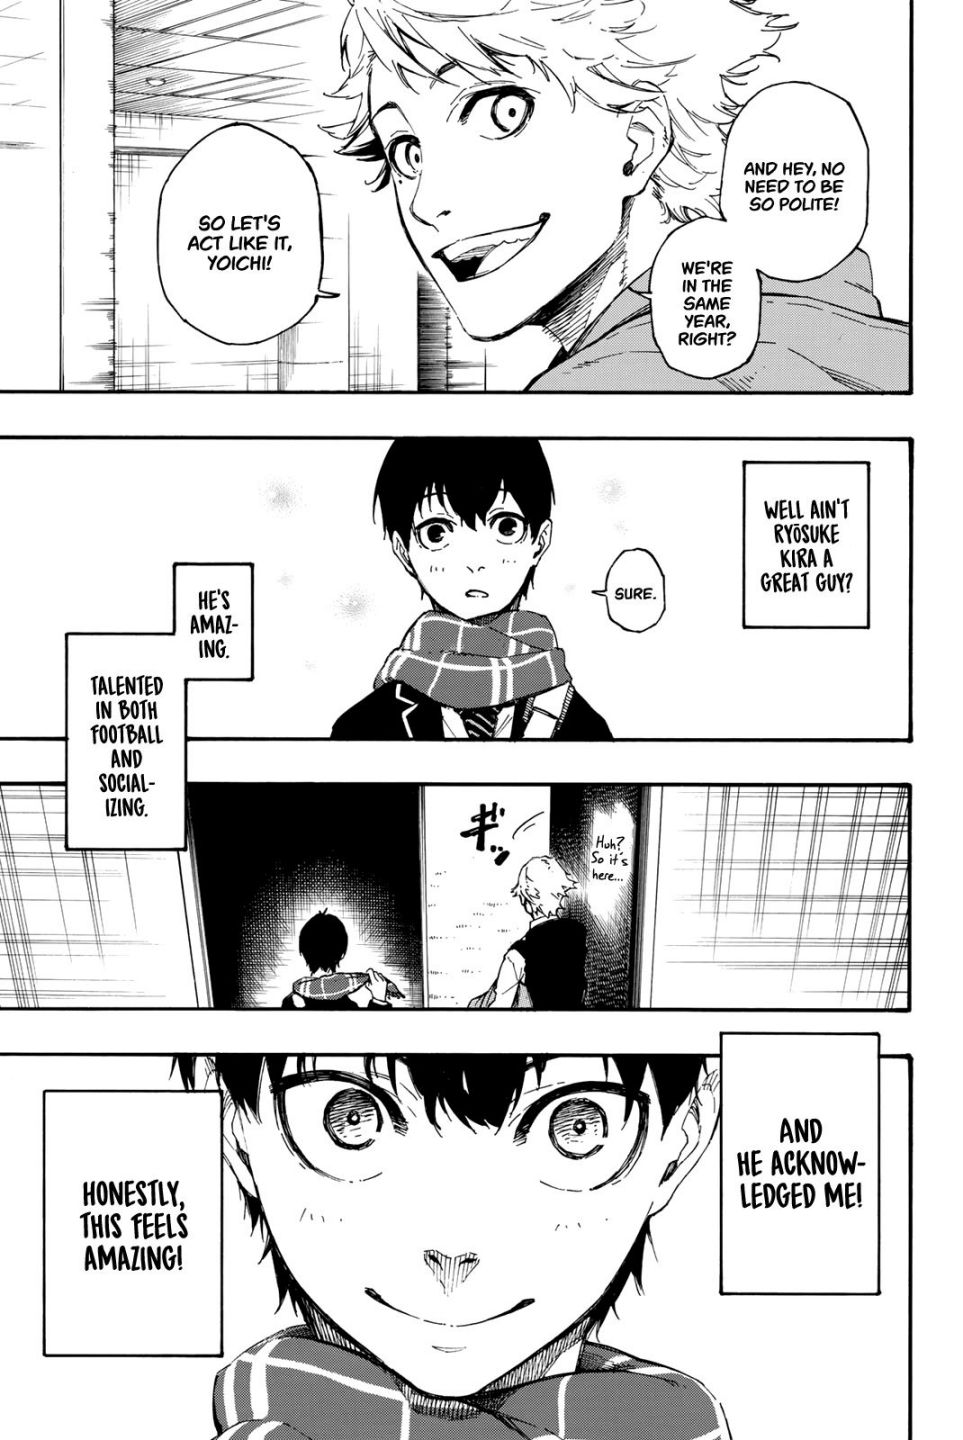 AND HEY, NO
NEED TO BE
SO POLITE!
WE'RE
IN THE
SAME
YEAR,
RIGHT?
SO LET'S
ACT LIKE IT,
YOICHI!
WELL AIN'T
RYŌSUKE
KIRA A
GREAT GUY?
SURE.
HE'S
AMAZ-
ING.
TALENTED
IN BOTH
FOOTBALL
AND
SOCIAL-
IZING.
Huh?
So it's
here...
ギッ
AND
HE ACKNOW-
LEDGED ME!
HONESTLY,
THIS FEELS
AMAZING!